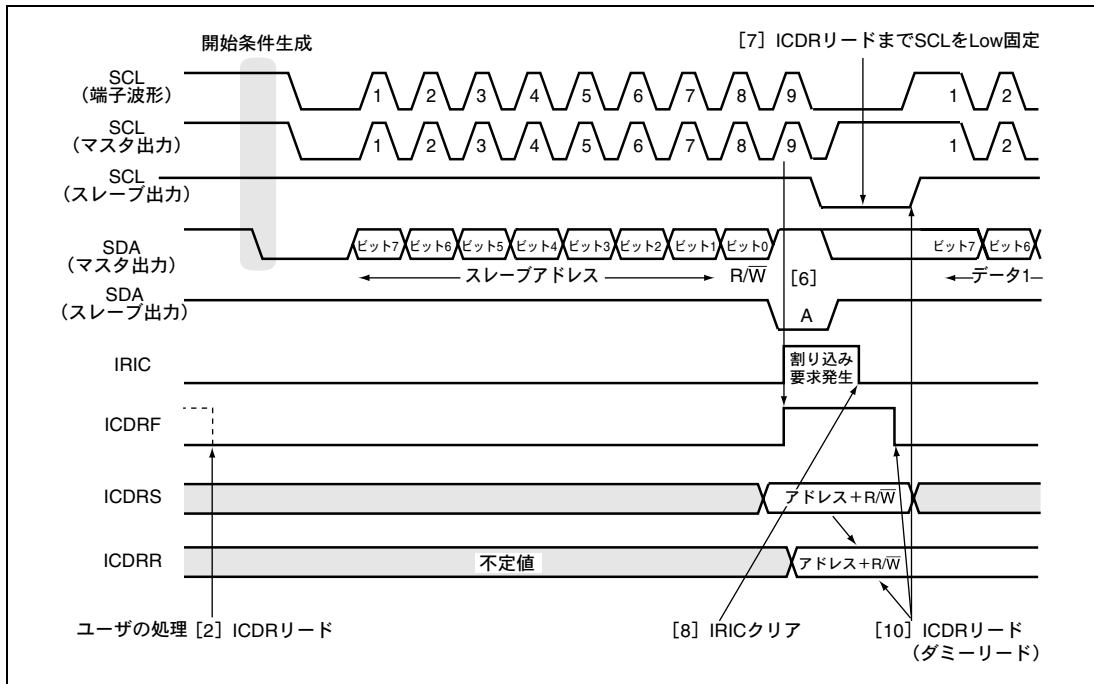 開始条件生成
[7] ICDRリードまでSCLをLow固定
SCL
（端子波形）
1 2 3 4 5 6 7 8 9 1 2
SCL
（マスタ出力）
1 2 3 4 5 6 7 8 9 1 2
SCL
（スレーブ出力）
SDA
（マスタ出力）
ビット7 ビット6 ビット5 ビット4 ビット3 ビット2 ビット1 ビット0 ビット7 ビット6
スレーブアドレス R/W̅ [6] データ1
SDA
（スレーブ出力）
A
IRIC
割り込み
要求発生
ICDRF
ICDRS
アドレス＋R/W̅
ICDRR
不定値
アドレス＋R/W̅
ユーザの処理 [2] ICDRリード
[8] IRICクリア
[10] ICDRリード
（ダミーリード）